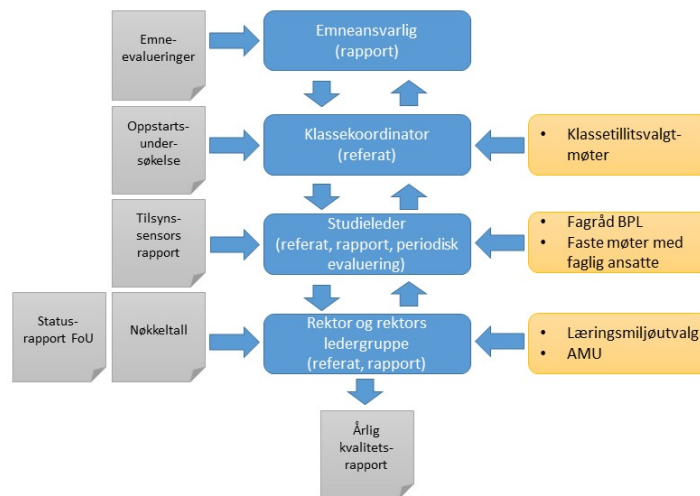 Emne-
evalueringer
Emneansvarlig
(rapport)
Oppstarts-
under-
søkelse
Klassekoordinator
(referat)
• Klassetillitsvalgt-
møter
Tilsyns-
sensors
rapport
Studieleder
(referat, rapport, periodisk
evaluering)
• Fagråd BPL
• Faste møter med
faglig ansatte
Status-
rapport FoU
Nøkkeltall
Rektor og rektors
ledergruppe
(referat, rapport)
• Læringsmiljøutvalg
• AMU
Årlig
kvalitets-
rapport